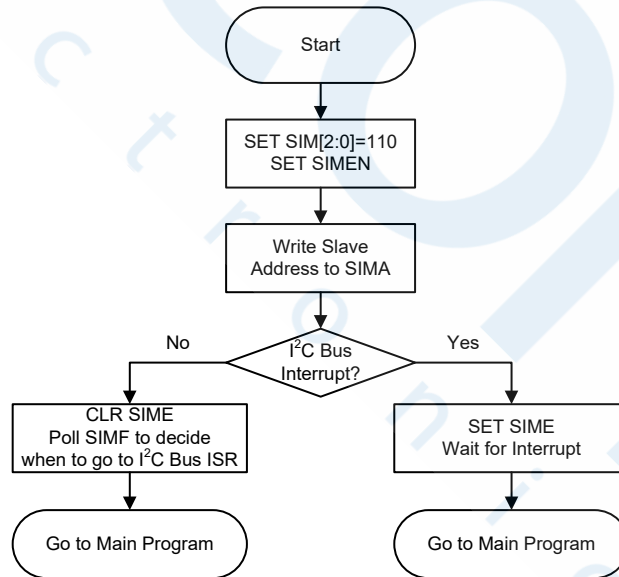 Start
SET SIM[2:0]=110
SET SIMEN
Write Slave
Address to SIMA
I²C Bus
Interrupt?
No
Yes
CLR SIME
Poll SIMF to decide
when to go to I²C Bus ISR
SET SIME
Wait for Interrupt
Go to Main Program
Go to Main Program
c
t
r
o
n
i